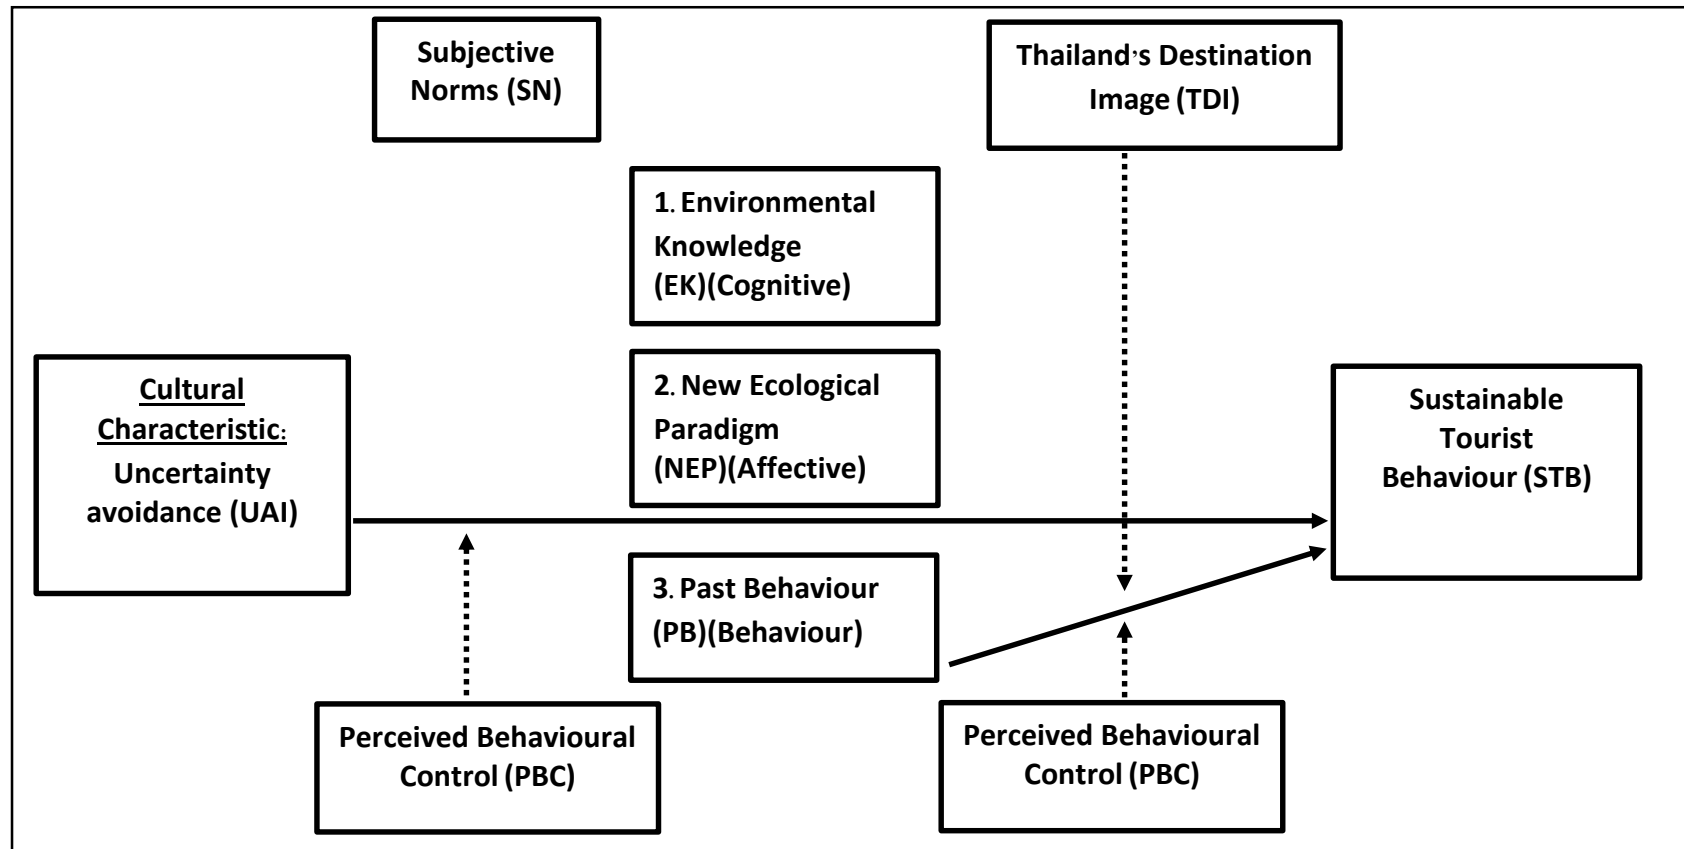 Subjective
Norms (SN)
Thailand's Destination
Image (TDI)
1. Environmental
Knowledge
(EK)(Cognitive)
Cultural
Characteristic:
Uncertainty
avoidance (UAI)
2. New Ecological
Paradigm
(NEP)(Affective)
Sustainable
Tourist
Behaviour (STB)
3. Past Behaviour
(PB)(Behaviour)
Perceived Behavioural
Control (PBC)
Perceived Behavioural
Control (PBC)